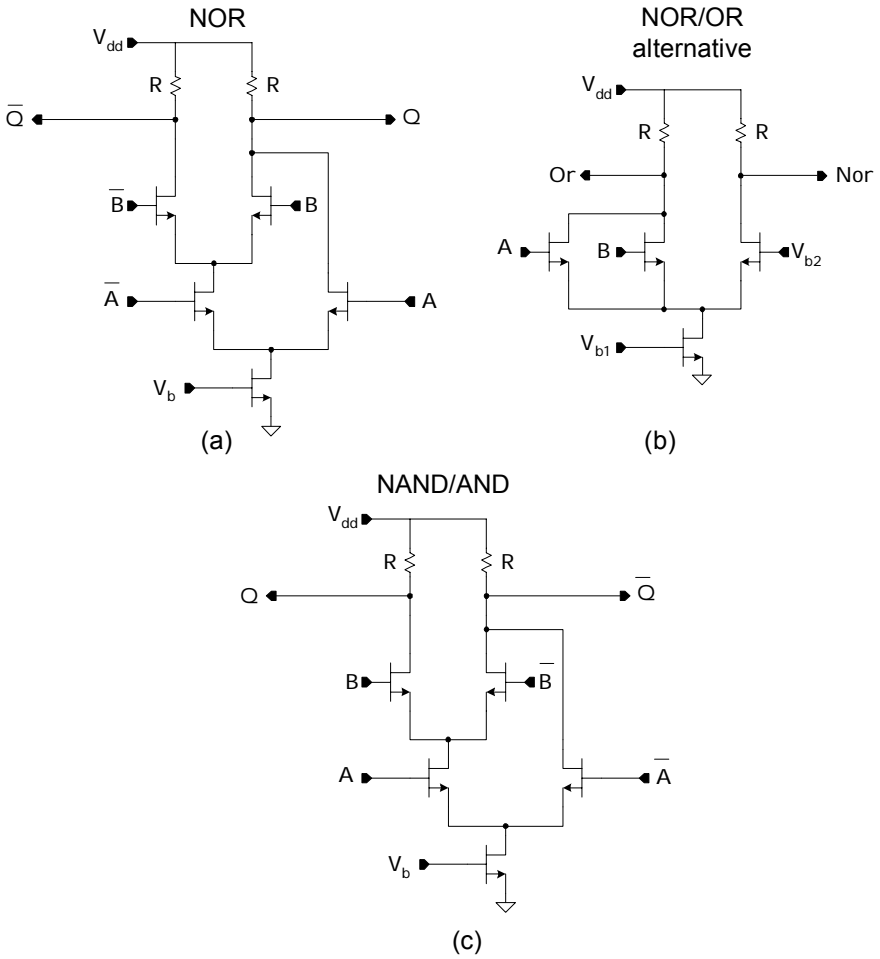 NOR
V_dd
R R
Q̅ Q
B̅ B
A̅ A
V_b
(a)
NOR/OR
alternative
V_dd
R R
Or Nor
A B V_b2
V_b1
(b)
NAND/AND
V_dd
R R
Q Q̅
B B̅
A A̅
V_b
(c)